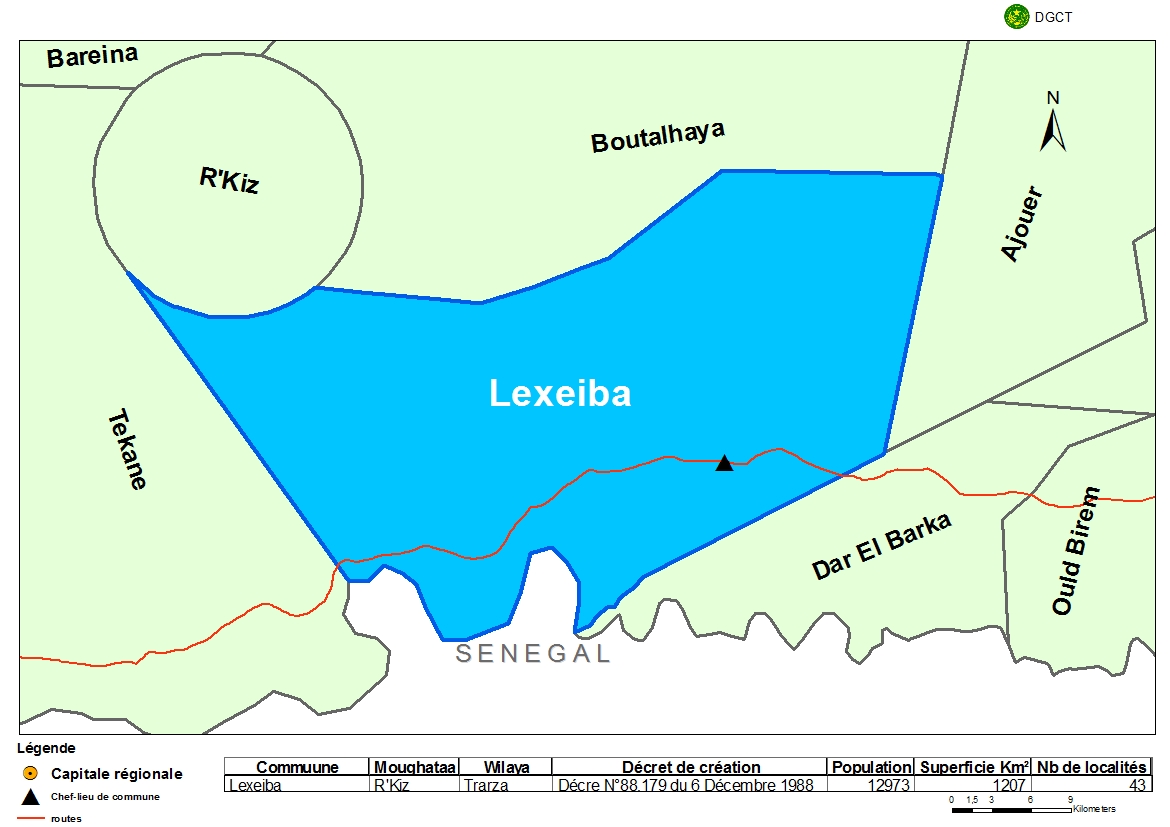 DGCT
Bareina
N
Boutalhaya
R'Kiz
Ajouer
Lexeiba
Tekane
Ould Birem
Dar El Barka
SENEGAL
Légende
Capitale régionale
Chef-lieu de commune
routes
Commuune Moughataa Wilaya Décret de création Population Superficie Km² Nb de localités
Lexeiba R'Kiz Trarza Décre N°88.179 du 6 Décembre 1988 12973 1207 43
0 1,5 3 6 9
Kilometers